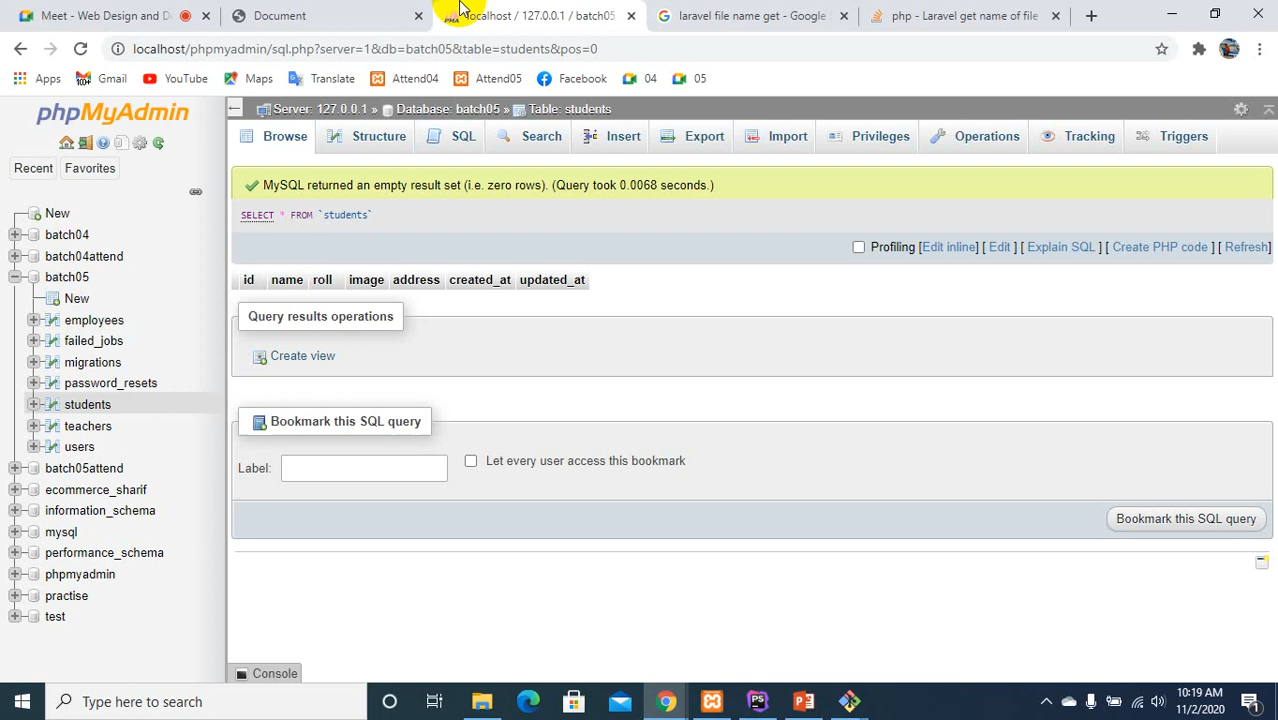 Meet - Web Design and D
Document
localhost / 127.0.0.1 / batch05
laravel file name get - Google S
php - Laravel get name of file
localhost/phpmyadmin/sql.php?server=1&db=batch05&table=students&pos=0
Apps
Gmail
YouTube
Maps
Translate
Attend04
Attend05
Facebook
04
05
phpMyAdmin
Recent
Favorites
New
batch04
batch04attend
batch05
New
employees
failed_jobs
migrations
password_resets
students
teachers
users
batch05attend
ecommerce_sharif
information_schema
mysql
performance_schema
phpmyadmin
practise
test
Server: 127.0.0.1 » Database: batch05 » Table: students
Browse
Structure
SQL
Search
Insert
Export
Import
Privileges
Operations
Tracking
Triggers
MySQL returned an empty result set (i.e. zero rows). (Query took 0.0068 seconds.)
SELECT * FROM `students`
Profiling [Edit inline] [ Edit ] [ Explain SQL ] [ Create PHP code ] [ Refresh]
id name roll image address created_at updated_at
Query results operations
Create view
Bookmark this SQL query
Label:
Let every user access this bookmark
Bookmark this SQL query
Console
Type here to search
10:19 AM
11/2/2020